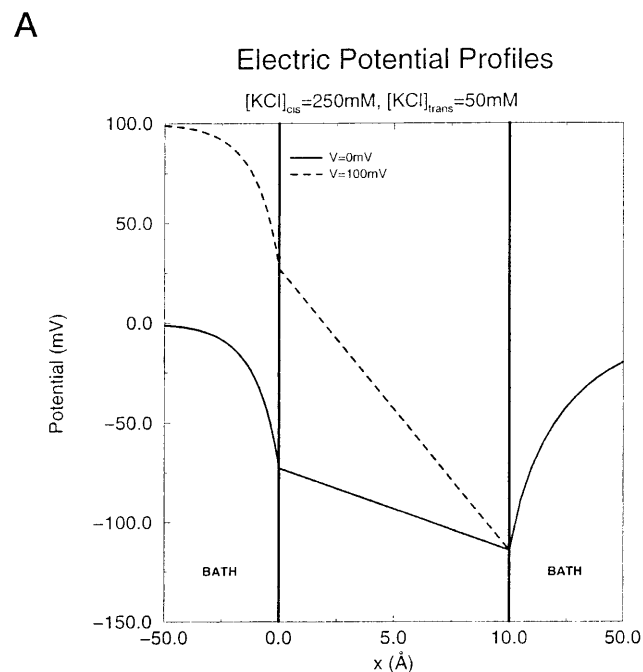 A
Electric Potential Profiles
[KCl]cis=250mM, [KCl]trans=50mM
V=0mV
V=100mV
100.0
50.0
0.0
−50.0
−100.0
−150.0
Potential (mV)
BATH
BATH
−50.0
0.0
5.0
10.0
50.0
x (Å)